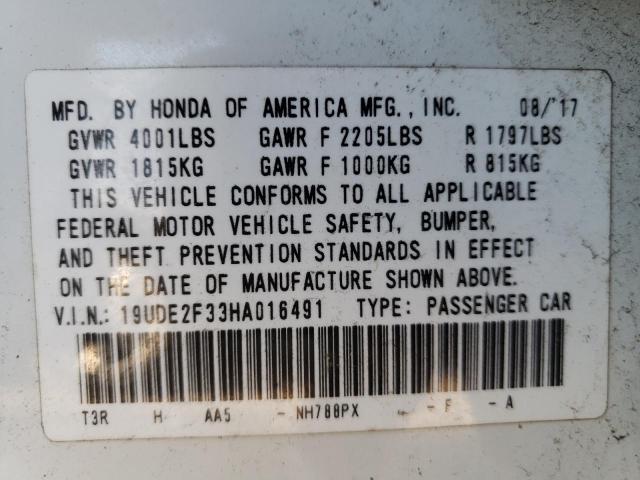 MFD. BY HONDA OF AMERICA MFG., INC. 08/'17
GVWR 4001LBS GAWR F 2205LBS R 1797LBS
GVWR 1815KG GAWR F 1000KG R 815KG
THIS VEHICLE CONFORMS TO ALL APPLICABLE
FEDERAL MOTOR VEHICLE SAFETY, BUMPER,
AND THEFT PREVENTION STANDARDS IN EFFECT
ON THE DATE OF MANUFACTURE SHOWN ABOVE.
V.I.N.: 19UDE2F33HA016491 TYPE: PASSENGER CAR
T3R H AA5 - NH788PX - - F - A